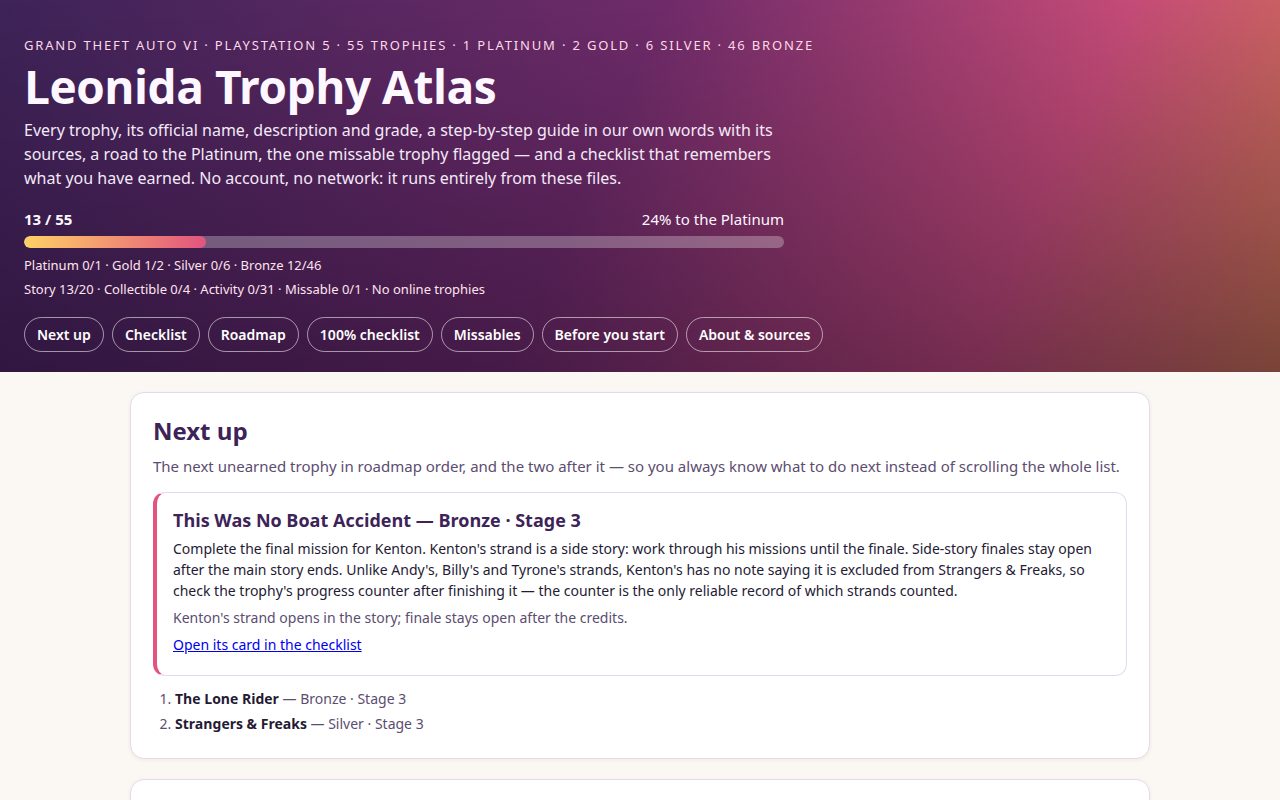 GRAND THEFT AUTO VI · PLAYSTATION 5 · 55 TROPHIES · 1 PLATINUM · 2 GOLD · 6 SILVER · 46 BRONZE
Leonida Trophy Atlas
Every trophy, its official name, description and grade, a step-by-step guide in our own words with its
sources, a road to the Platinum, the one missable trophy flagged — and a checklist that remembers
what you have earned. No account, no network: it runs entirely from these files.
13 / 55 24% to the Platinum
Platinum 0/1 · Gold 1/2 · Silver 0/6 · Bronze 12/46
Story 13/20 · Collectible 0/4 · Activity 0/31 · Missable 0/1 · No online trophies
Next up Checklist Roadmap 100% checklist Missables Before you start About & sources
Next up
The next unearned trophy in roadmap order, and the two after it — so you always know what to do next instead of scrolling the whole list.
This Was No Boat Accident — Bronze · Stage 3
Complete the final mission for Kenton. Kenton's strand is a side story: work through his missions until the finale. Side-story finales stay open
after the main story ends. Unlike Andy's, Billy's and Tyrone's strands, Kenton's has no note saying it is excluded from Strangers & Freaks, so
check the trophy's progress counter after finishing it — the counter is the only reliable record of which strands counted.
Kenton's strand opens in the story; finale stays open after the credits.
Open its card in the checklist
1. The Lone Rider — Bronze · Stage 3
2. Strangers & Freaks — Silver · Stage 3